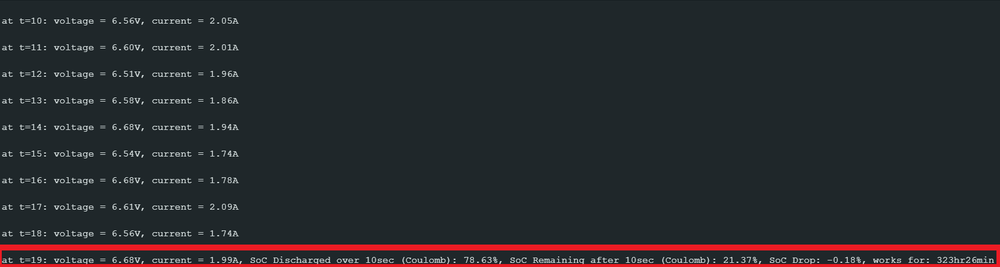 at t=10: voltage = 6.56V, current = 2.05A
at t=11: voltage = 6.60V, current = 2.01A
at t=12: voltage = 6.51V, current = 1.96A
at t=13: voltage = 6.58V, current = 1.86A
at t=14: voltage = 6.68V, current = 1.94A
at t=15: voltage = 6.54V, current = 1.74A
at t=16: voltage = 6.68V, current = 1.78A
at t=17: voltage = 6.61V, current = 2.09A
at t=18: voltage = 6.56V, current = 1.74A
at t=19: voltage = 6.68V, current = 1.99A, SoC Discharged over 10sec (Coulomb): 78.63%, SoC Remaining after 10sec (Coulomb): 21.37%, SoC Drop: -0.18%, works for: 323hr26min